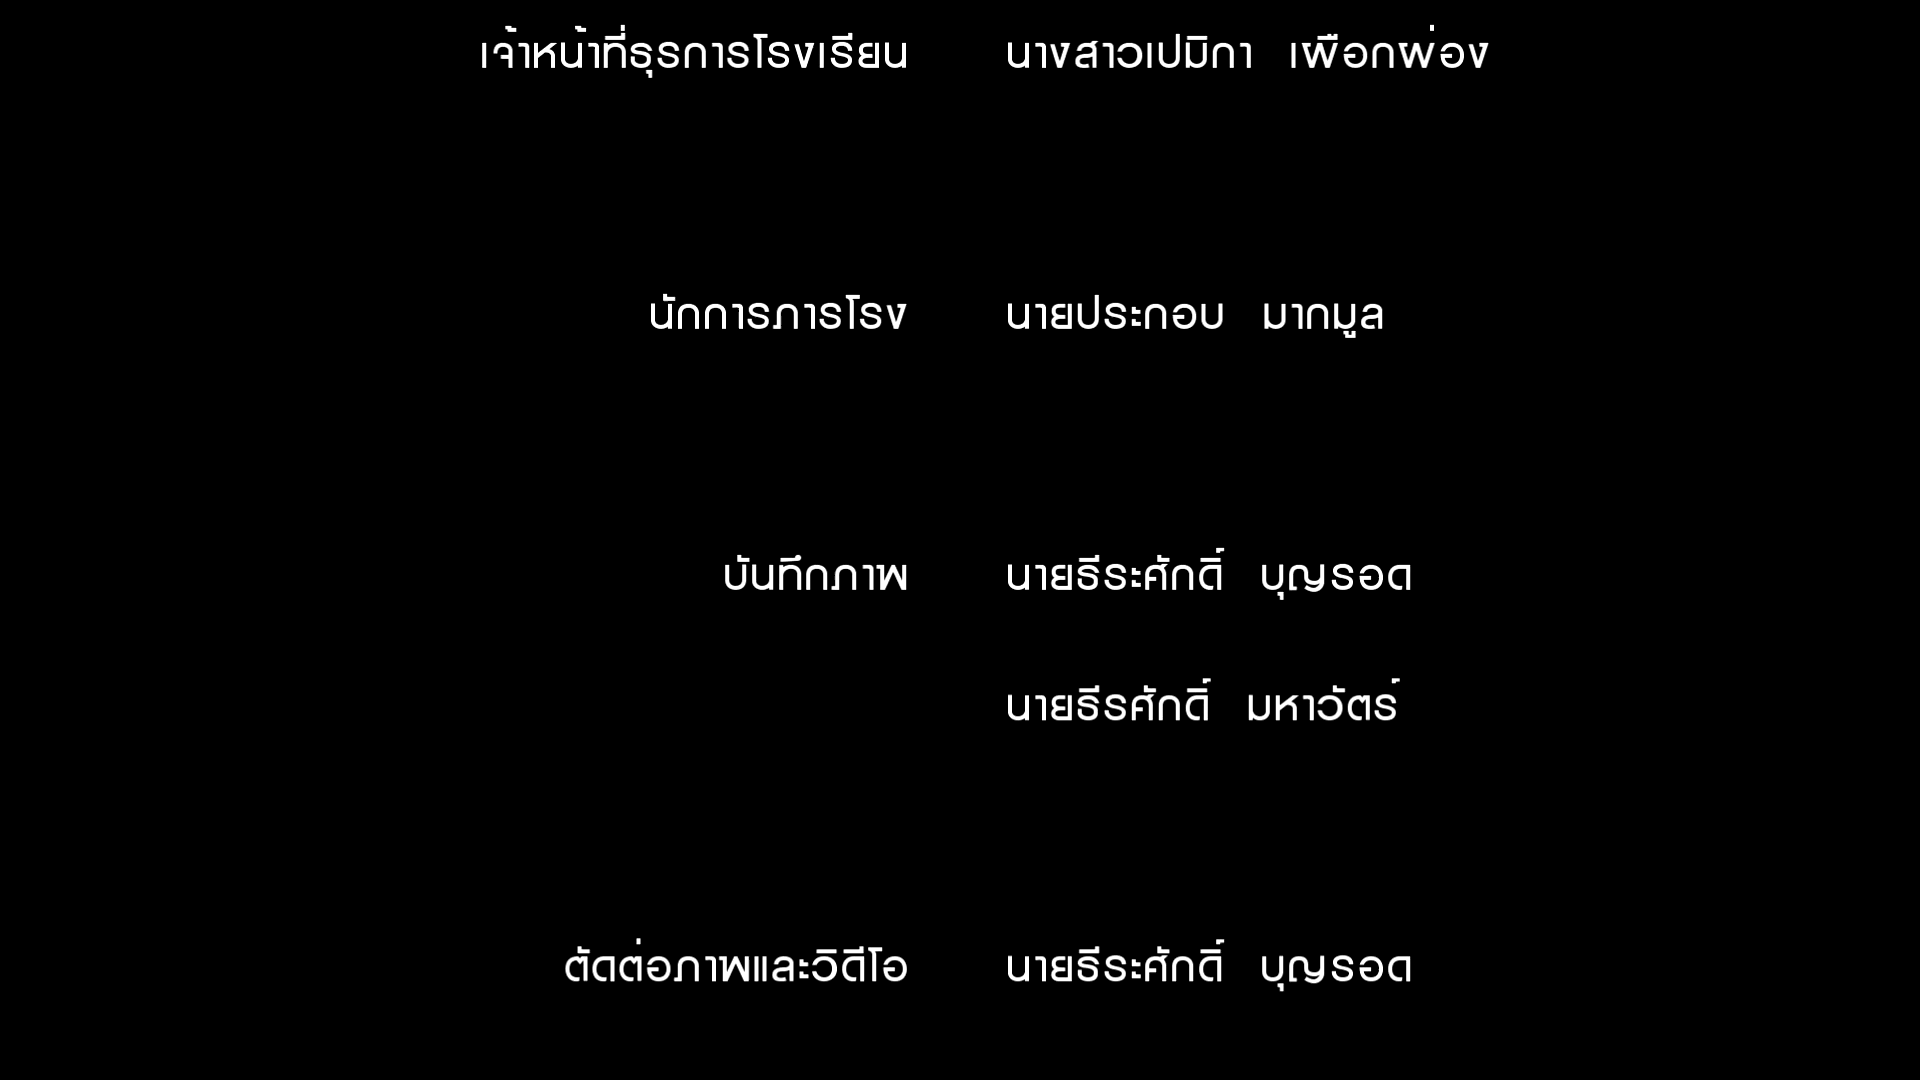 เจ้าหน้าที่ธุรการโรงเรียน นางสาวเปมิกา เผือกผ่อง
นักการภารโรง นายประกอบ มากมูล
บันทึกภาพ นายธีระศักดิ์ บุญรอด
นายธีรศักดิ์ มหาวัตร์
ตัดต่อภาพและวิดีโอ นายธีระศักดิ์ บุญรอด